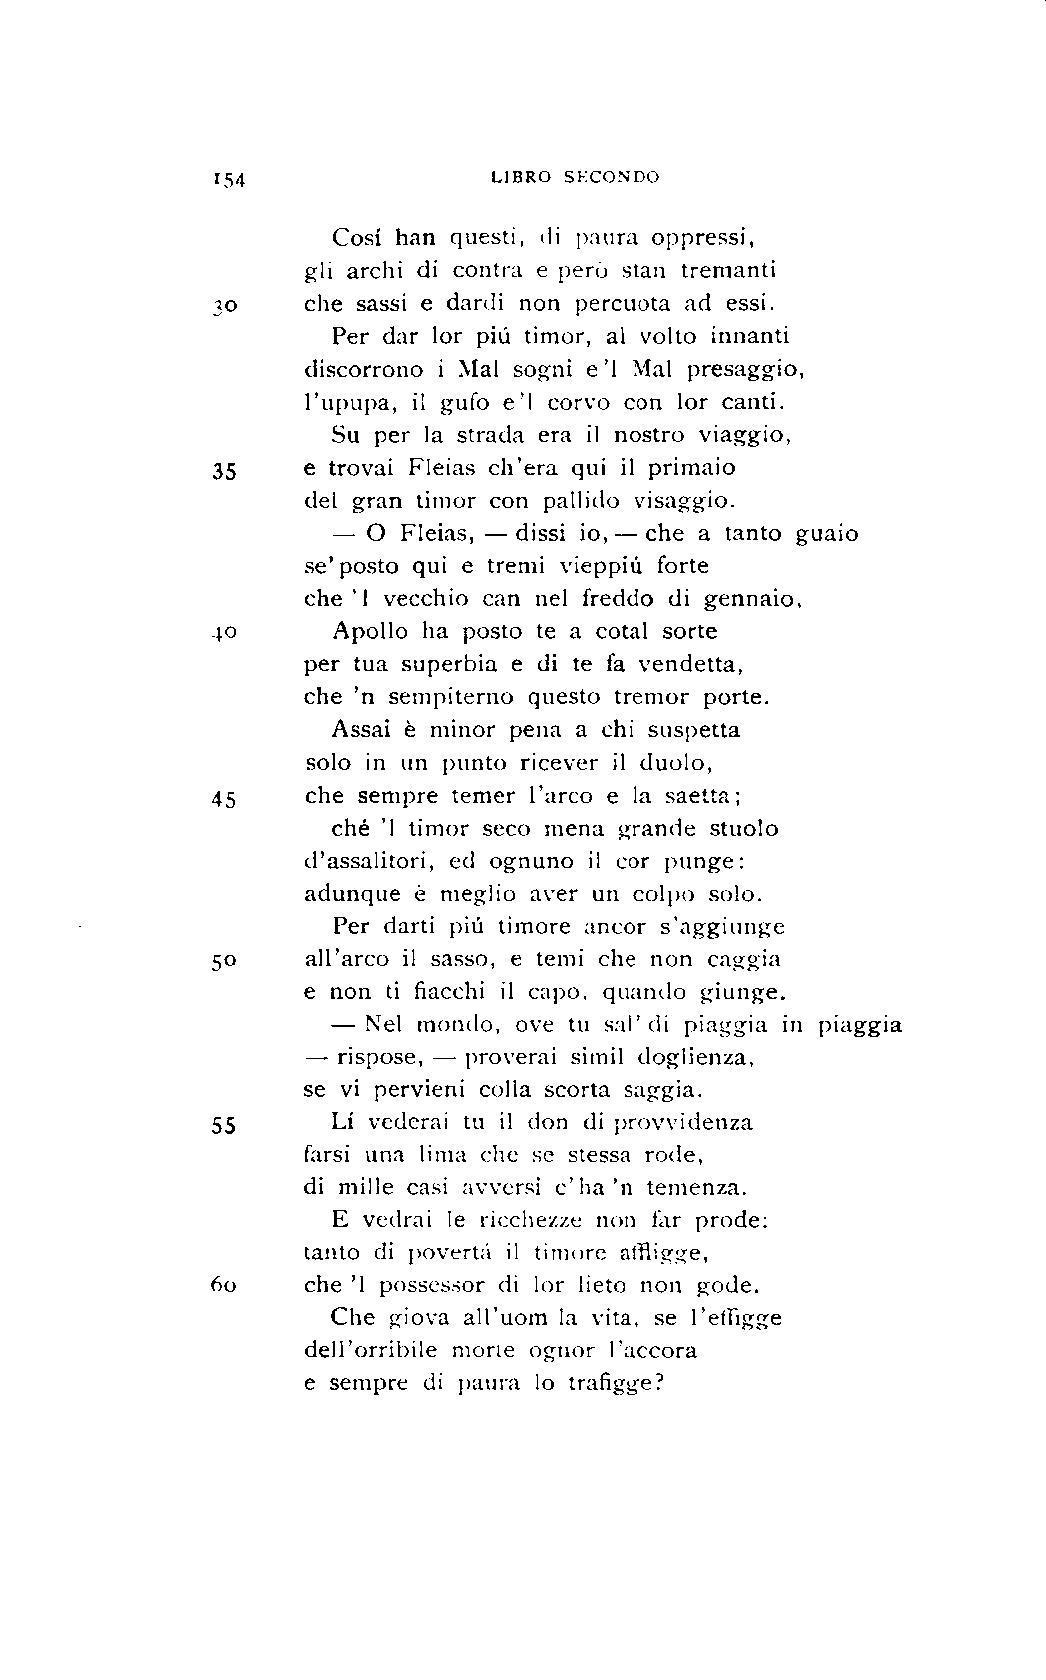 154 LIBRO SECONDO
Cosí han questi, di paura oppressi,
gli archi di contra e però stan tremanti
30 che sassi e dardi non percuota ad essi.
Per dar lor piú timor, al volto innanti
discorrono i Mal sogni e 'l Mal presaggio,
l'upupa, il gufo e 'l corvo con lor canti.
Su per la strada era il nostro viaggio,
35 e trovai Fleias ch'era qui il primaio
del gran timor con pallido visaggio.
— O Fleias, — dissi io, — che a tanto guaio
se' posto qui e tremi vieppiú forte
che 'l vecchio can nel freddo di gennaio,
40 Apollo ha posto te a cotal sorte
per tua superbia e di te fa vendetta,
che 'n sempiterno questo tremor porte.
Assai è minor pena a chi suspetta
solo in un punto ricever il duolo,
45 che sempre temer l'arco e la saetta;
ché 'l timor seco mena grande stuolo
d'assalitori, ed ognuno il cor punge:
adunque è meglio aver un colpo solo.
Per darti piú timore ancor s'aggiunge
50 all'arco il sasso, e temi che non caggia
e non ti fiacchi il capo, quando giunge.
— Nel mondo, ove tu sal' di piaggia in piaggia
— rispose, — proverai simil doglienza,
se vi pervieni colla scorta saggia.
55 Lí vederai tu il don di provvidenza
farsi una lima che se stessa rode,
di mille casi avversi c'ha 'n temenza.
E vedrai le ricchezze non far prode:
tanto di povertá il timore affligge,
60 che 'l possessor di lor lieto non gode.
Che giova all'uom la vita, se l'effigge
dell'orribile morte ognor l'accora
e sempre di paura lo trafigge?